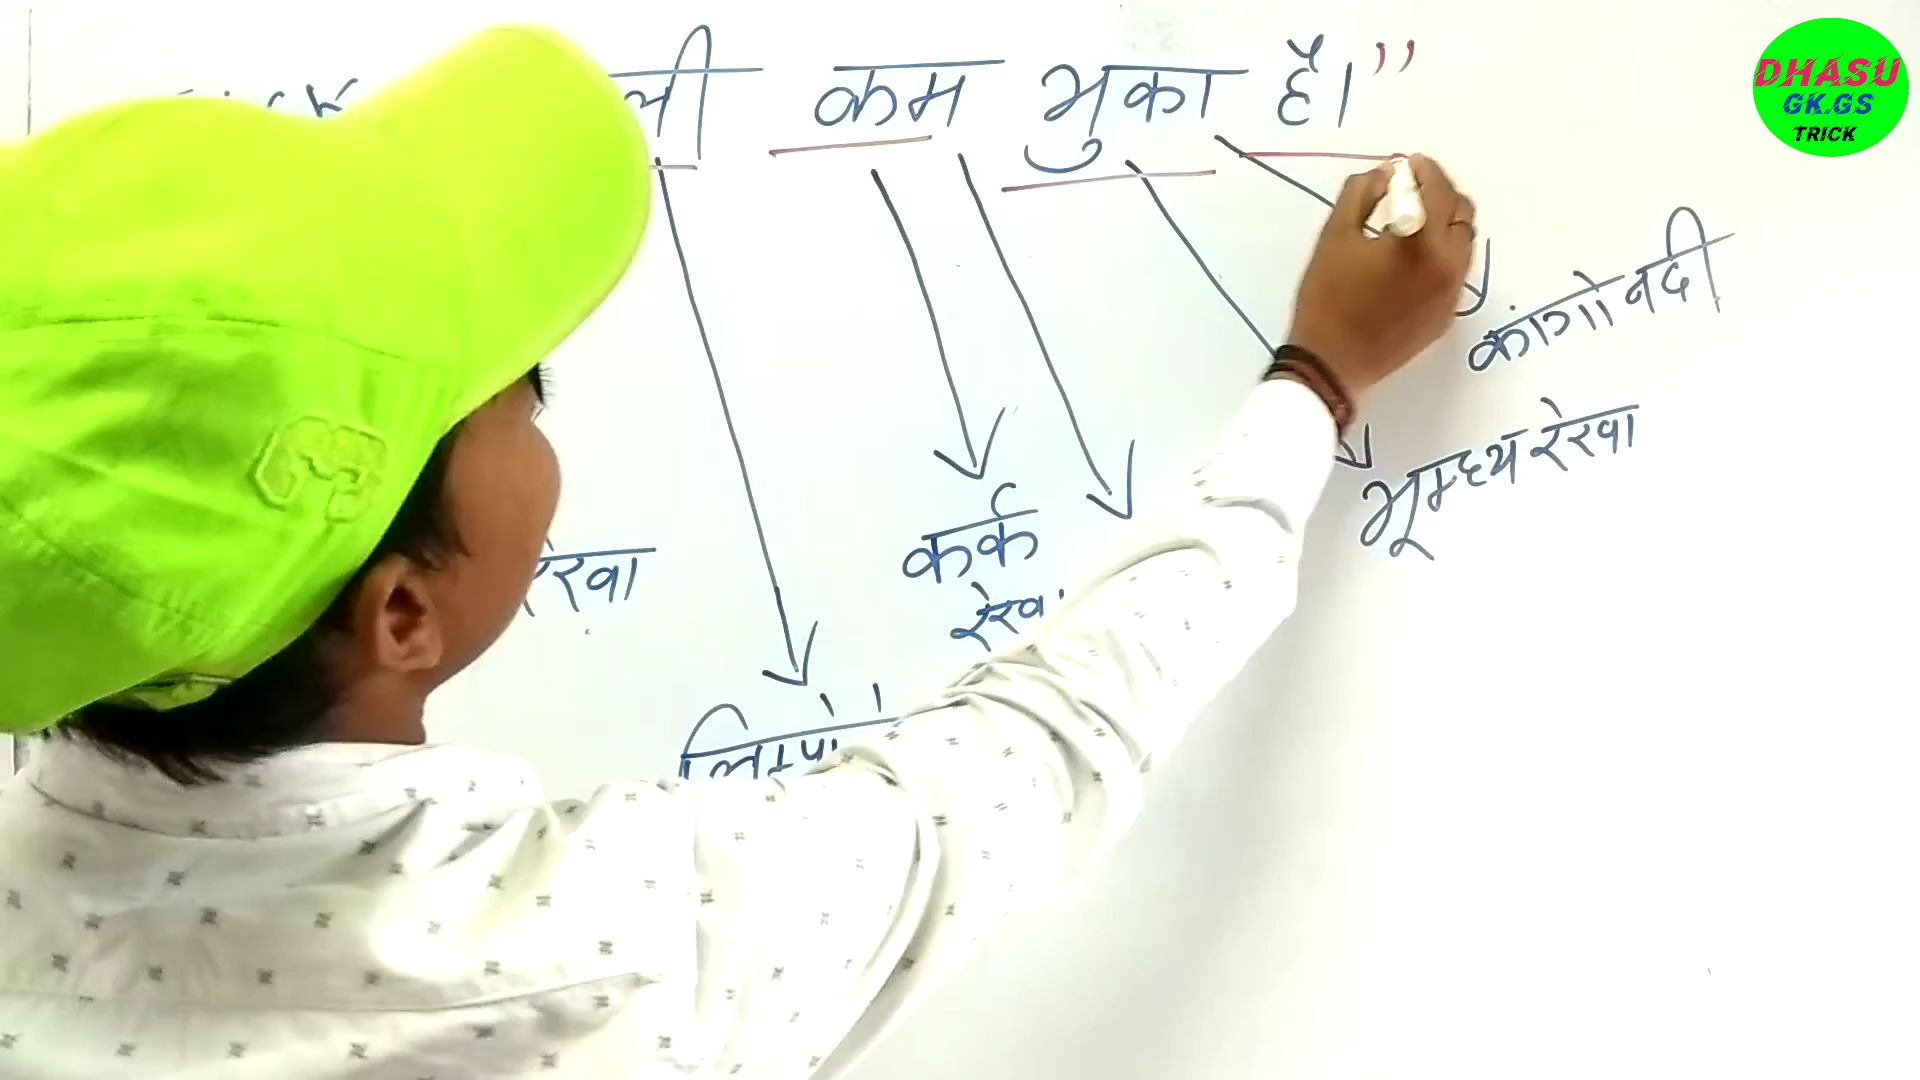 ली कम भुका है।”
कांगो नदी
भूमध्य रेखा
कर्क
रेखा
रेखा
लिम्पो
DHASU
GK.GS
TRICK